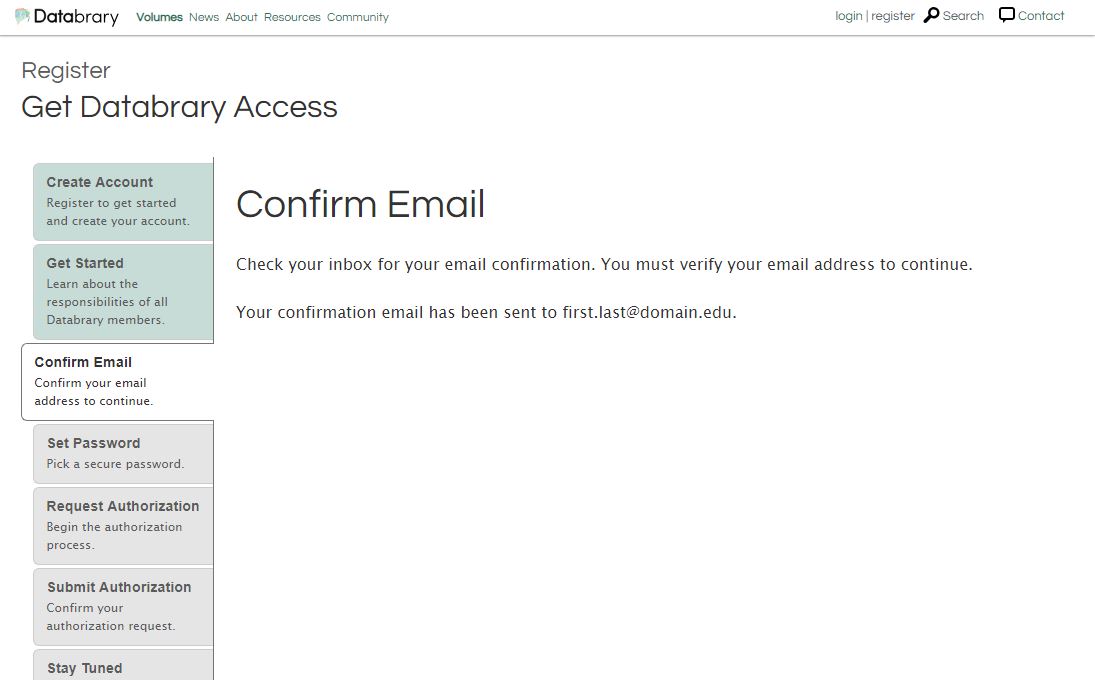 Databrary Volumes News About Resources Community login | register Search Contact
Register
Get Databrary Access
Create Account
Register to get started
and create your account.
Get Started
Learn about the
responsibilities of all
Databrary members.
Confirm Email
Confirm your email
address to continue.
Set Password
Pick a secure password.
Request Authorization
Begin the authorization
process.
Submit Authorization
Confirm your
authorization request.
Stay Tuned
Confirm Email
Check your inbox for your email confirmation. You must verify your email address to continue.
Your confirmation email has been sent to first.last@domain.edu.